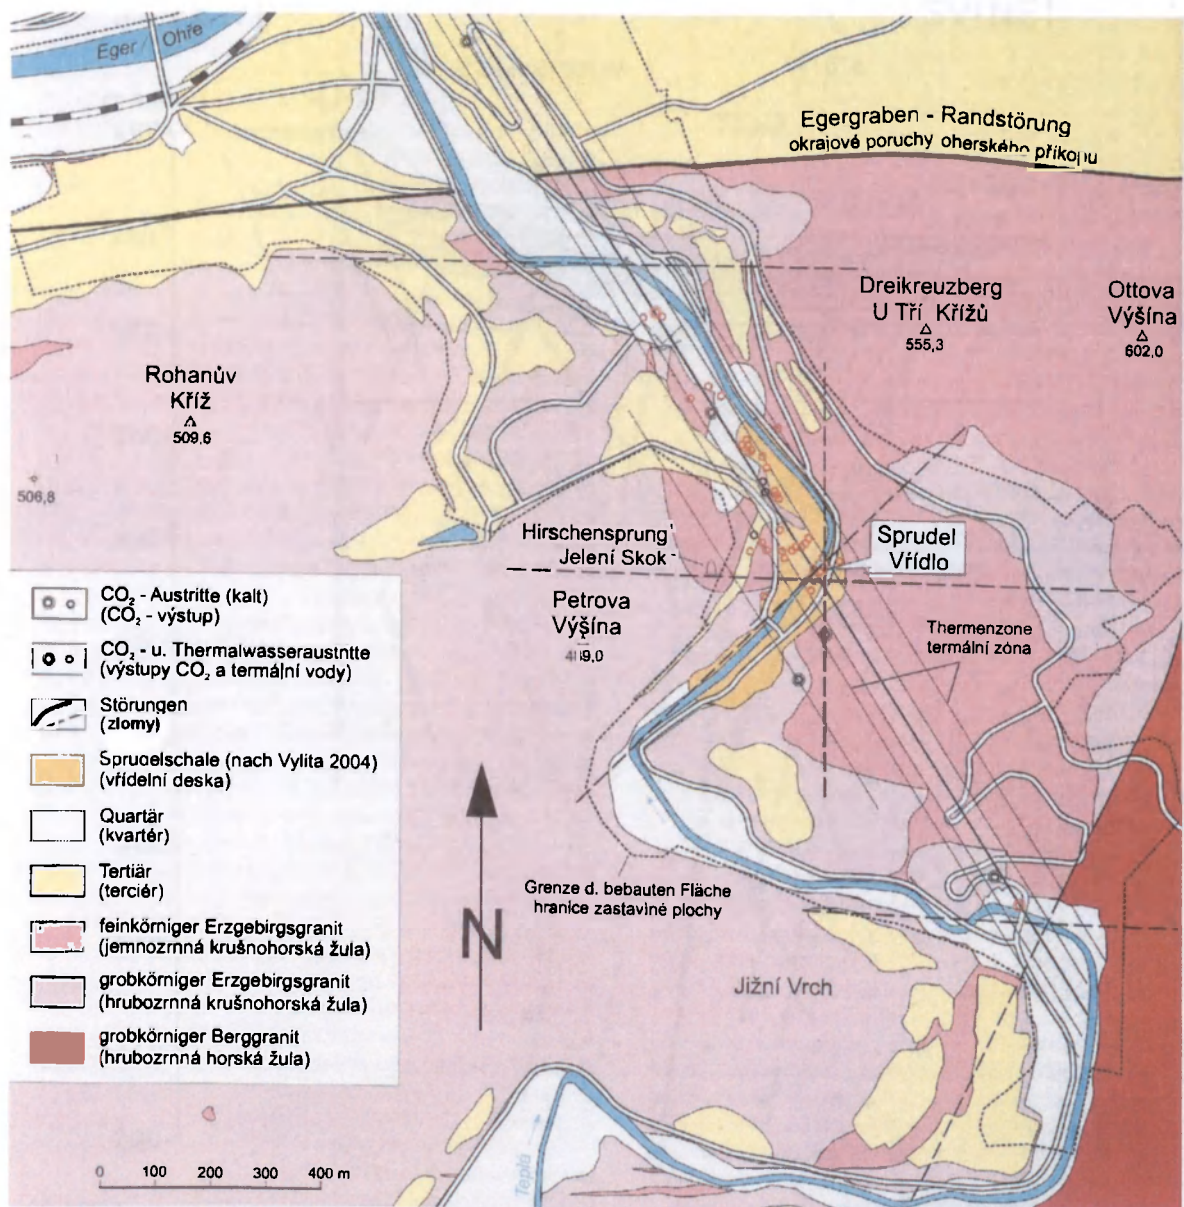 Eger / Ohře
Egergraben - Randstörung
okrajové poruchy oherského příkopu
Dreikreuzberg
U Tří Křížů
555,3
Ottova
Výšína
602,0
Rohanův
Kříž
509,6
506,8
Hirschensprung
Jelení Skok
Sprudel
Vřídlo
Petrova
Výšína
Thermenzone
termální zóna
CO₂ - Austritte (kalt)
(CO₂ - výstup)
CO₂ - u. Thermalwasseraustritte
(výstupy CO₂ a termální vody)
Störungen
(zlomy)
Sprudelschale (nach Vylita 2004)
(vřídelní deska)
Quartär
(kvartér)
Tertiär
(terciér)
feinkörniger Erzgebirgsgranit
(jemnozrnná krušnohorská žula)
grobkörniger Erzgebirgsgranit
(hrubozrnná krušnohorská žula)
grobkörniger Berggranit
(hrubozrnná horská žula)
N
Grenze d. bebauten Fläche
hranice zastavìné plochy
Jižní Vrch
Teplá
0 100 200 300 400 m